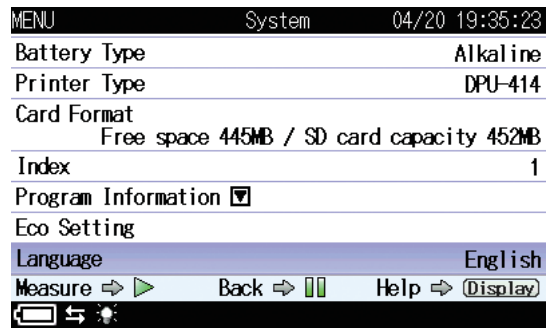 MENU System 04/20 19:35:23
Battery Type Alkaline
Printer Type DPU-414
Card Format
Free space 445MB / SD card capacity 452MB
Index 1
Program Information
Eco Setting
Language English
Measure ⇨ Back ⇨ Help ⇨ (Display)